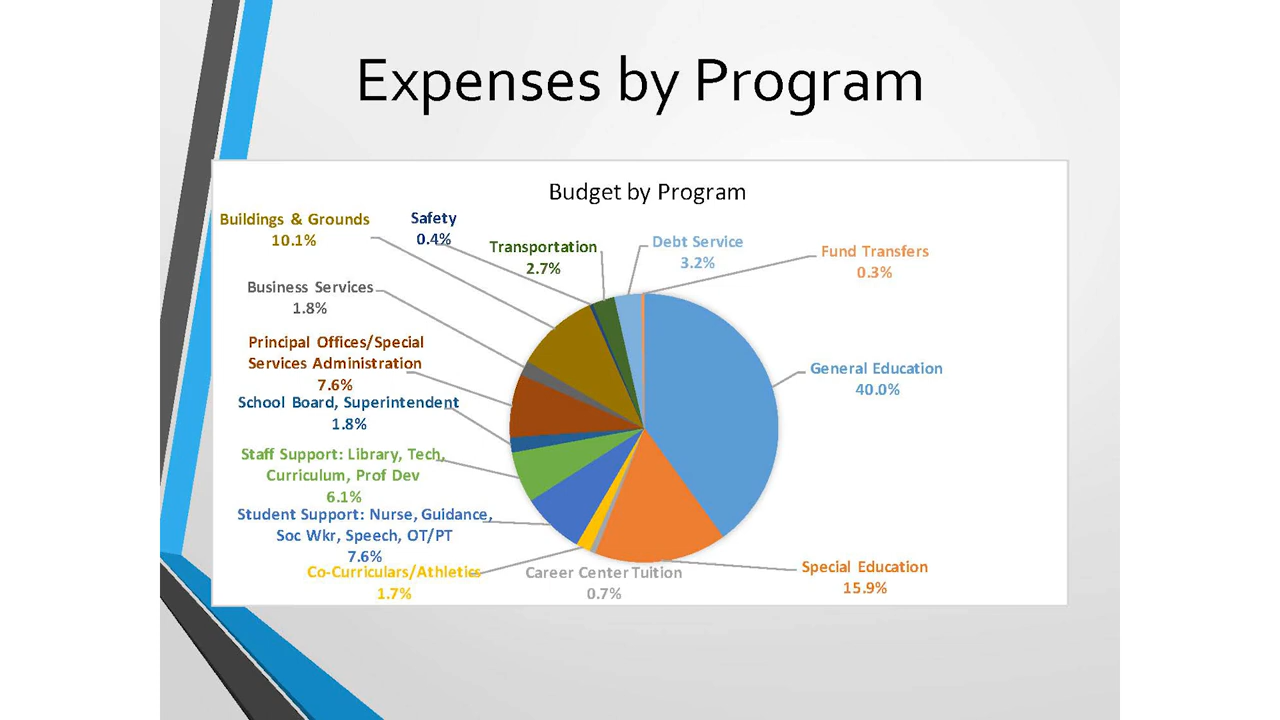 Expenses by Program
Budget by Program
Buildings & Grounds
10.1%
Safety
0.4%
Transportation
2.7%
Debt Service
3.2%
Fund Transfers
0.3%
Business Services
1.8%
Principal Offices/Special
Services Administration
7.6%
General Education
40.0%
School Board, Superintendent
1.8%
Staff Support: Library, Tech,
Curriculum, Prof Dev
6.1%
Student Support: Nurse, Guidance,
Soc Wkr, Speech, OT/PT
7.6%
Co-Curriculars/Athletics
1.7%
Career Center Tuition
0.7%
Special Education
15.9%